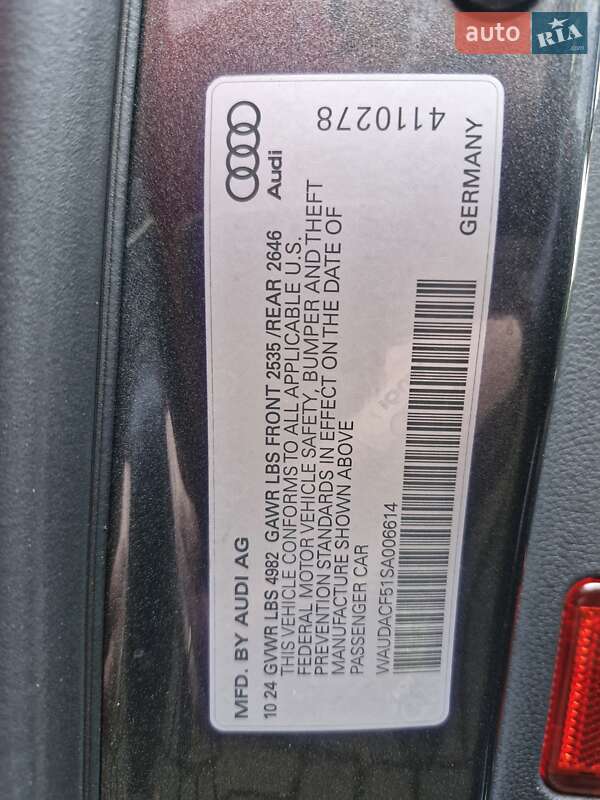 auto RIA
.com
4110278
Audi
GERMANY
MFD. BY AUDI AG
10 24 GVWR LBS 4982 GAWR LBS FRONT 2535 /REAR 2646
THIS VEHICLE CONFORMS TO ALL APPLICABLE U.S.
FEDERAL MOTOR VEHICLE SAFETY, BUMPER AND THEFT
PREVENTION STANDARDS IN EFFECT ON THE DATE OF
MANUFACTURE SHOWN ABOVE
PASSENGER CAR
WAUDACF51SA006614